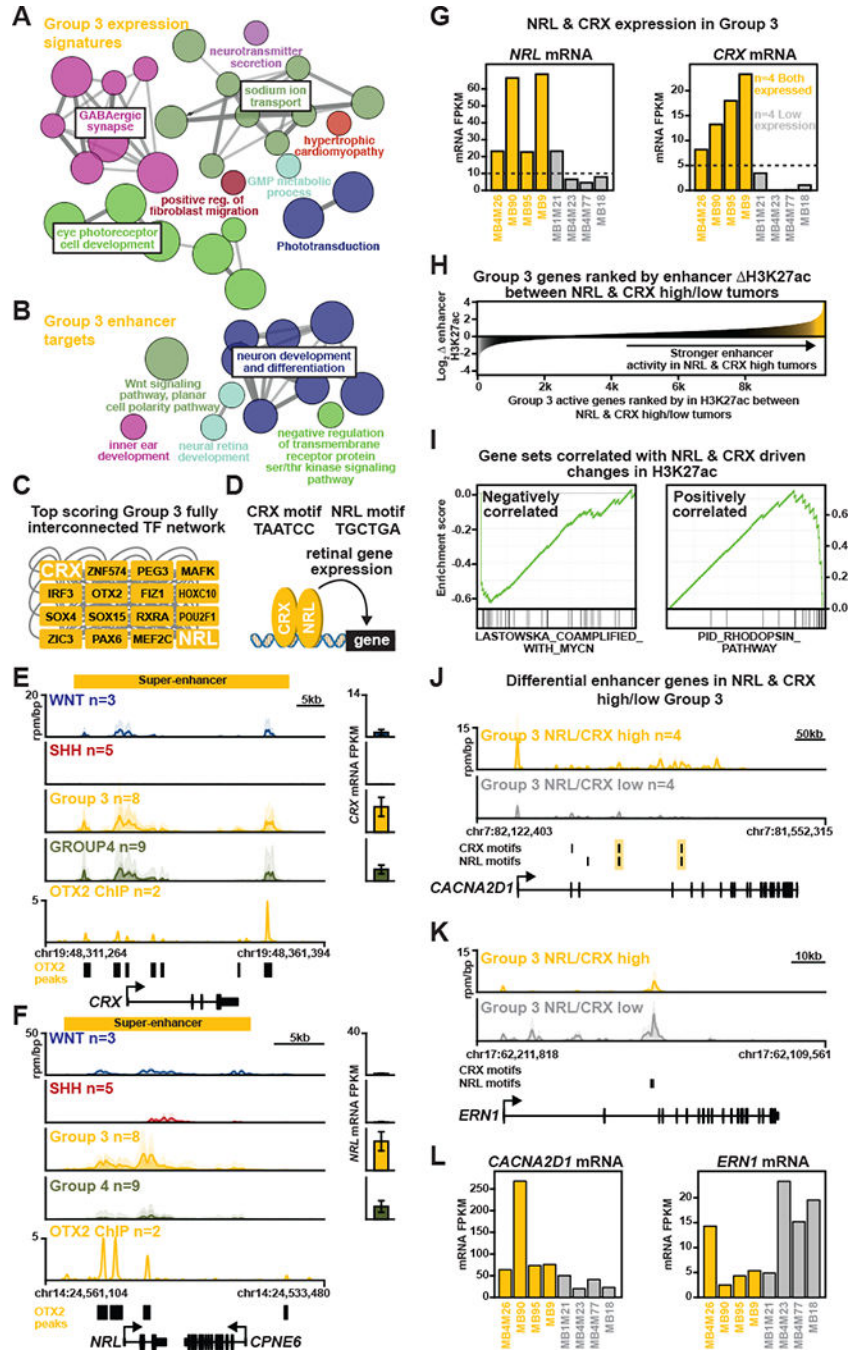 A
Group 3 expression
signatures
neurotransmitter
secretion
sodium ion
transport
GABAergic
synapse
hypertrophic
cardiomyopathy
GMP metabolic
process
positive reg. of
fibroblast migration
eye photoreceptor
cell development
Phototransduction
B
Group 3 enhancer
targets
neuron development
and differentiation
Wnt signaling
pathway, planar
cell polarity pathway
inner ear
development
neural retina
development
negative regulation
of transmembrane
receptor protein
ser/thr kinase signaling
pathway
C
Top scoring Group 3 fully
interconnected TF network
CRX ZNF574 PEG3 MAFK
IRF3 OTX2 FIZ1 HOXC10
SOX4 SOX15 RXRA POU2F1
ZIC3 PAX6 MEF2C NRL
D
CRX motif NRL motif
TAATCC TGCTGA
retinal gene
expression
CRX NRL gene
E
Super-enhancer
5kb
20
rpm/bp
WNT n=3
SHH n=5
Group 3 n=8
GROUP4 n=9
OTX2 ChIP n=2
5
14
CRX mRNA FPKM
chr19:48,311,264 chr19:48,361,394
OTX2
peaks
CRX
F
Super-enhancer
5kb
50
rpm/bp
WNT n=3
SHH n=5
Group 3 n=8
Group 4 n=9
OTX2 ChIP n=2
5
40
NRL mRNA FPKM
chr14:24,561,104 chr14:24,533,480
OTX2
peaks
NRL CPNE6
G
NRL & CRX expression in Group 3
NRL mRNA
mRNA FPKM
70
60
50
40
30
20
10
0
MB4M26 MB90 MB95 MB9 MB1M21 MB4M23 MB4M77 MB18
CRX mRNA
mRNA FPKM
25
20
15
10
5
0
n=4 Both
expressed
n=4 Low
expression
MB4M26 MB90 MB95 MB9 MB1M21 MB4M23 MB4M77 MB18
H
Group 3 genes ranked by enhancer ΔH3K27ac
between NRL & CRX high/low tumors
Log2 Δ enhancer
H3K27ac
4
2
0
-2
-4
Stronger enhancer
activity in NRL & CRX high tumors
0 2k 4k 6k 8k
Group 3 active genes ranked by in H3K27ac between
NRL & CRX high/low tumors
I
Gene sets correlated with NRL & CRX driven
changes in H3K27ac
Enrichment score
0.0
-0.2
-0.4
-0.6
Negatively
correlated
LASTOWSKA_COAMPLIFIED_
WITH_MYCN
Positively
correlated
0.6
0.4
0.2
0.0
PID_RHODOPSIN_
PATHWAY
J
Differential enhancer genes in NRL & CRX
high/low Group 3
15
rpm/bp
Group 3 NRL/CRX high n=4
50kb
Group 3 NRL/CRX low n=4
chr7:82,122,403 chr7:81,552,315
CRX motifs
NRL motifs
CACNA2D1
K
15
rpm/bp
Group 3 NRL/CRX high
10kb
Group 3 NRL/CRX low
chr17:62,211,818 chr17:62,109,561
CRX motifs
NRL motifs
ERN1
L
CACNA2D1 mRNA
mRNA FPKM
250
200
150
100
50
0
MB4M26 MB90 MB95 MB9 MB1M21 MB4M23 MB4M77 MB18
ERN1 mRNA
mRNA FPKM
20
15
10
5
0
MB4M26 MB90 MB95 MB9 MB1M21 MB4M23 MB4M77 MB18